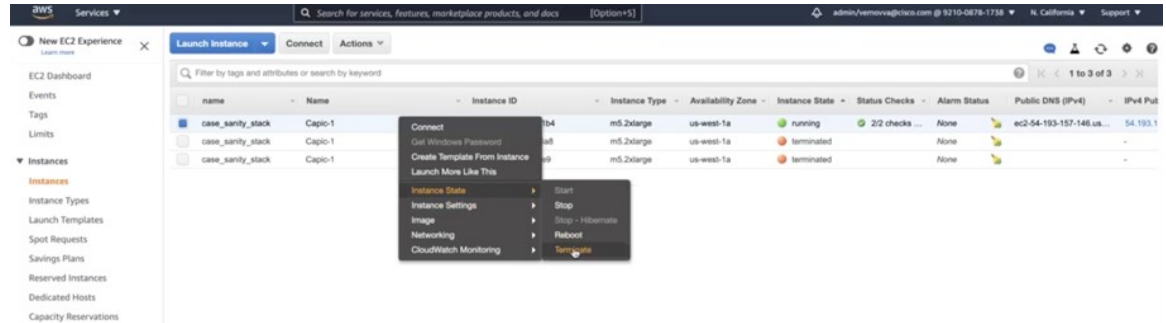 aws Services ▼ Search for services, features, marketplace products, and docs [Option+S] admin/vemovva@cisco.com @ 9210-0878-1738 ▼ N. California ▼ Support ▼
New EC2 Experience
Learn more
Launch Instance Connect Actions
Filter by tags and attributes or search by keyword 1 to 3 of 3
EC2 Dashboard
Events
Tags
Limits
Instances
Instances
Instance Types
Launch Templates
Spot Requests
Savings Plans
Reserved Instances
Dedicated Hosts
Capacity Reservations
name Name Instance ID Instance Type Availability Zone Instance State Status Checks Alarm Status Public DNS (IPv4) IPv4 Pub
case_sanity_stack Capic-1 1b4 m5.2xlarge us-west-1a running 2/2 checks ... None ec2-54-193-157-146.us... 54.193.1
case_sanity_stack Capic-1 a8 m5.2xlarge us-west-1a terminated None -
case_sanity_stack Capic-1 a9 m5.2xlarge us-west-1a terminated None -
Connect
Get Windows Password
Create Template From Instance
Launch More Like This
Instance State
Instance Settings
Image
Networking
CloudWatch Monitoring
Start
Stop
Stop - Hibernate
Reboot
Terminate